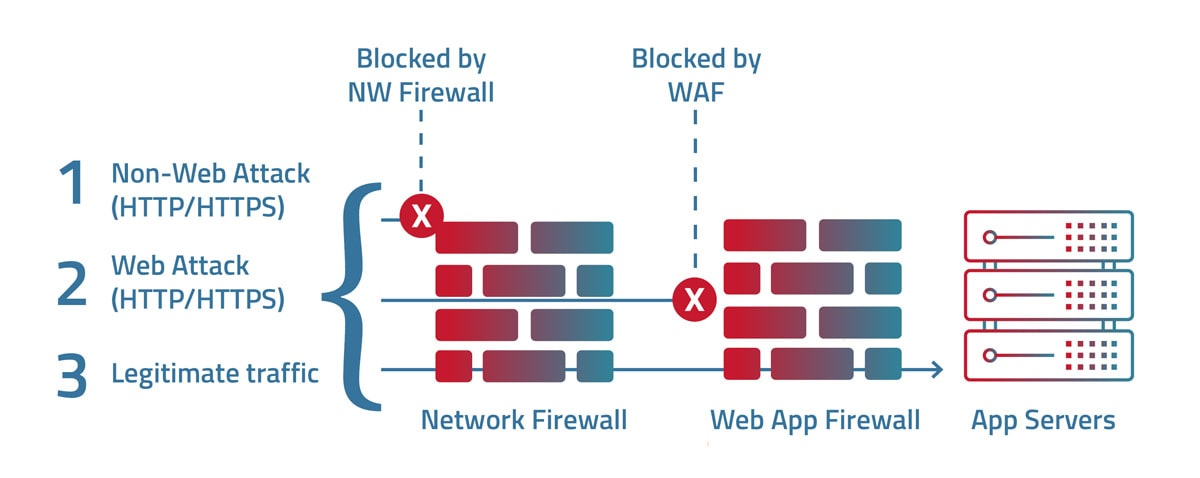 Blocked by
NW Firewall
Blocked by
WAF
1 Non-Web Attack
(HTTP/HTTPS)
X
2 Web Attack
(HTTP/HTTPS)
X
3 Legitimate traffic
Network Firewall
Web App Firewall
App Servers